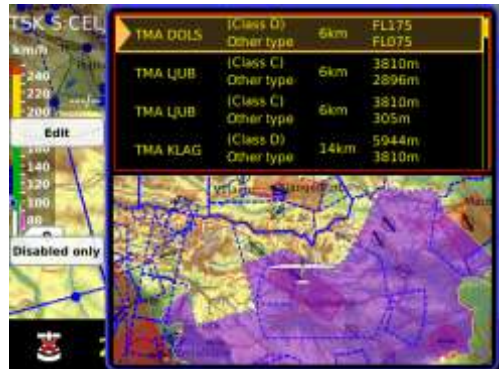 TSK S-CEL
km/h
240
220
200
Edit
140
120
100
80
Disabled only
TMA DOLS (Class D) Other type 6km FL175 FL075
TMA LJUB (Class C) Other type 6km 3810m 2896m
TMA LJUB (Class C) Other type 6km 3810m 305m
TMA KLAG (Class D) Other type 14km 5944m 3810m